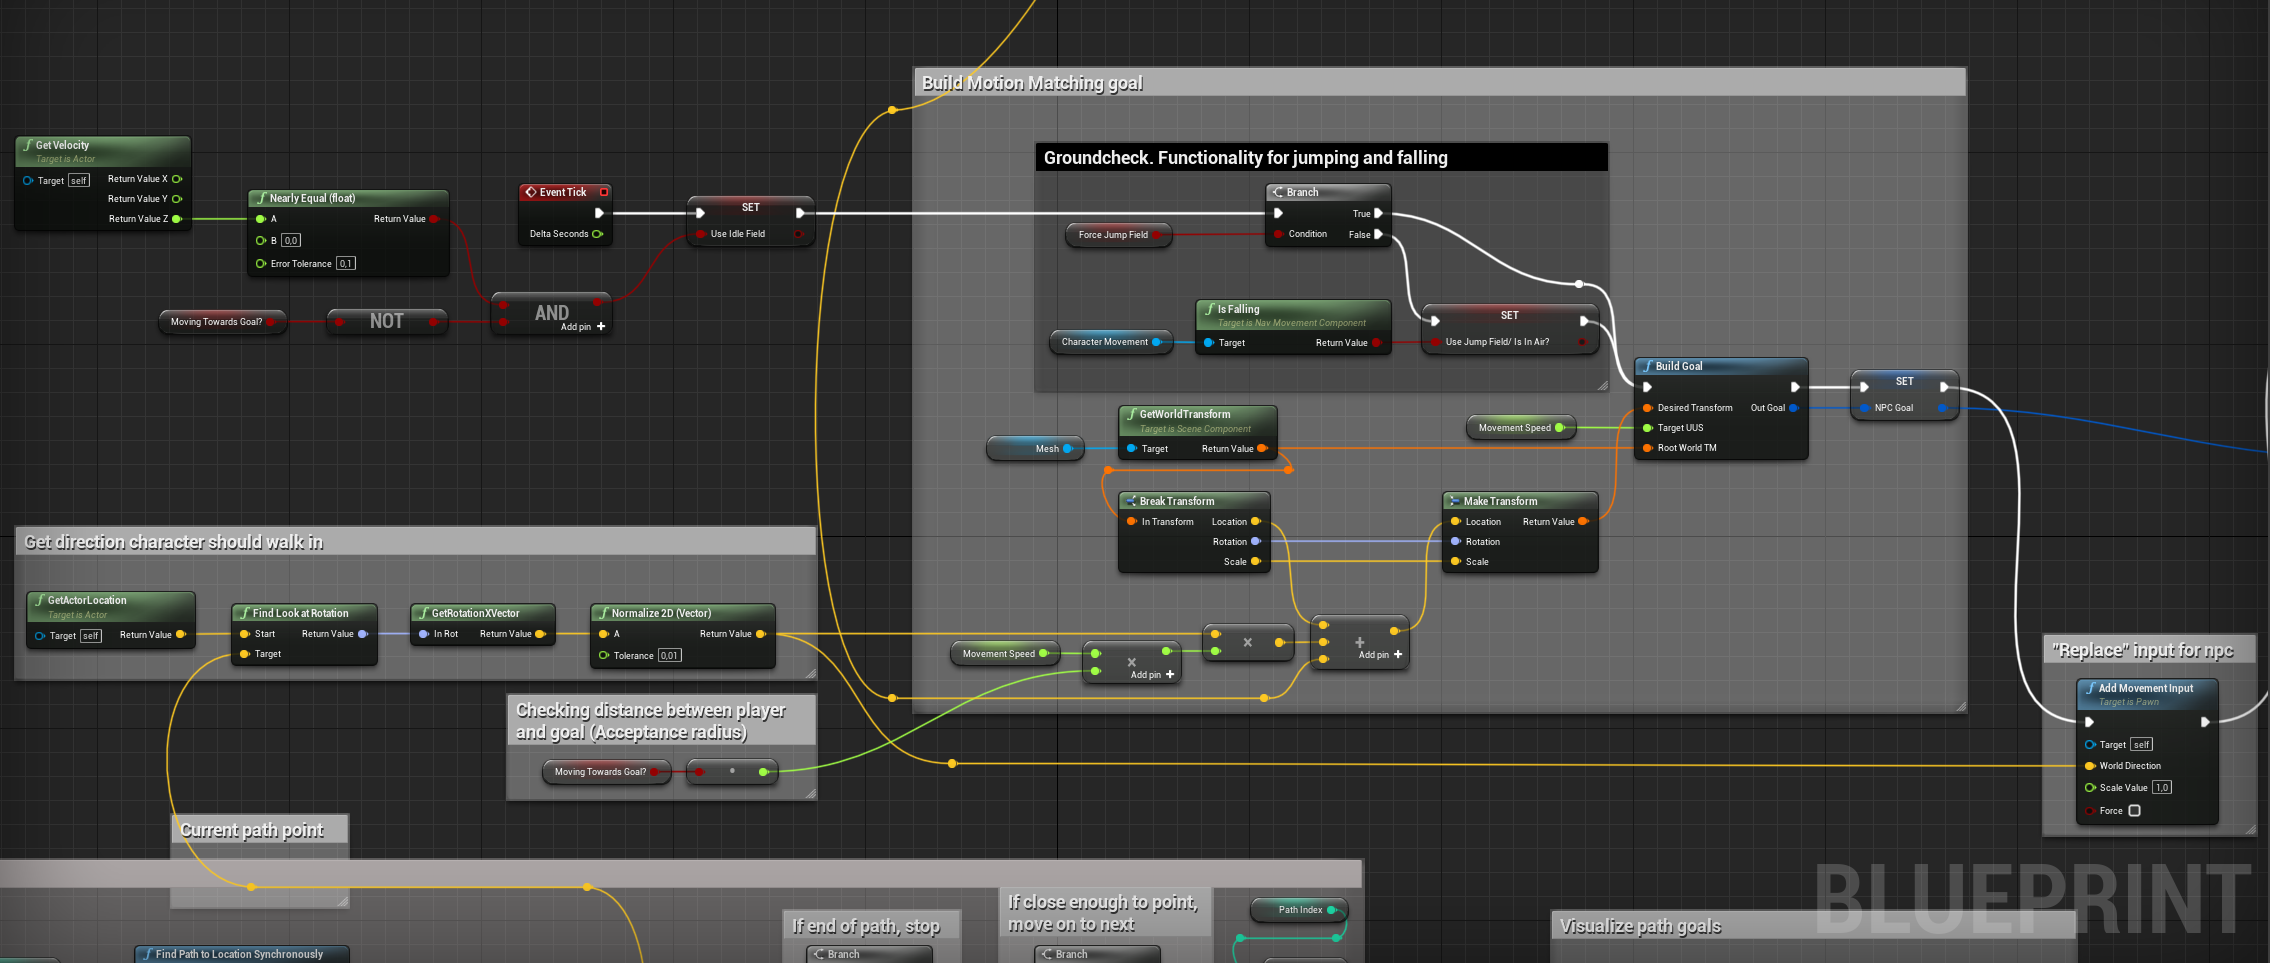 Build Motion Matching goal
Groundcheck. Functionality for jumping and falling
Get Velocity
Target is Actor
Target self
Return Value X
Return Value Y
Return Value Z
Nearly Equal (float)
A
Return Value
B 0,0
Error Tolerance 0,1
Event Tick
Delta Seconds
SET
Use Idle Field
Moving Towards Goal?
NOT
AND
Add pin
Branch
True
Force Jump Field
Condition
False
Is Falling
Target is Nav Movement Component
Character Movement
Target
Return Value
SET
Use Jump Field/ Is In Air?
Build Goal
Desired Transform
Out Goal
Target UUS
Root World TM
SET
NPC Goal
GetWorldTransform
Target is Scene Component
Mesh
Target
Return Value
Movement Speed
Break Transform
In Transform
Location
Rotation
Scale
Make Transform
Location
Return Value
Rotation
Scale
Get direction character should walk in
GetActorLocation
Target is Actor
Target self
Return Value
Find Look at Rotation
Start
Return Value
Target
GetRotationXVector
In Rot
Return Value
Normalize 2D (Vector)
A
Return Value
Tolerance 0,01
Movement Speed
×
Add pin
×
+
Add pin
Checking distance between player
and goal (Acceptance radius)
Moving Towards Goal?
"Replace" input for npc
Add Movement Input
Target is Pawn
Target self
World Direction
Scale Value 1,0
Force
Current path point
Find Path to Location Synchronously
If end of path, stop
Branch
If close enough to point,
move on to next
Branch
Path Index
Visualize path goals
BLUEPRINT